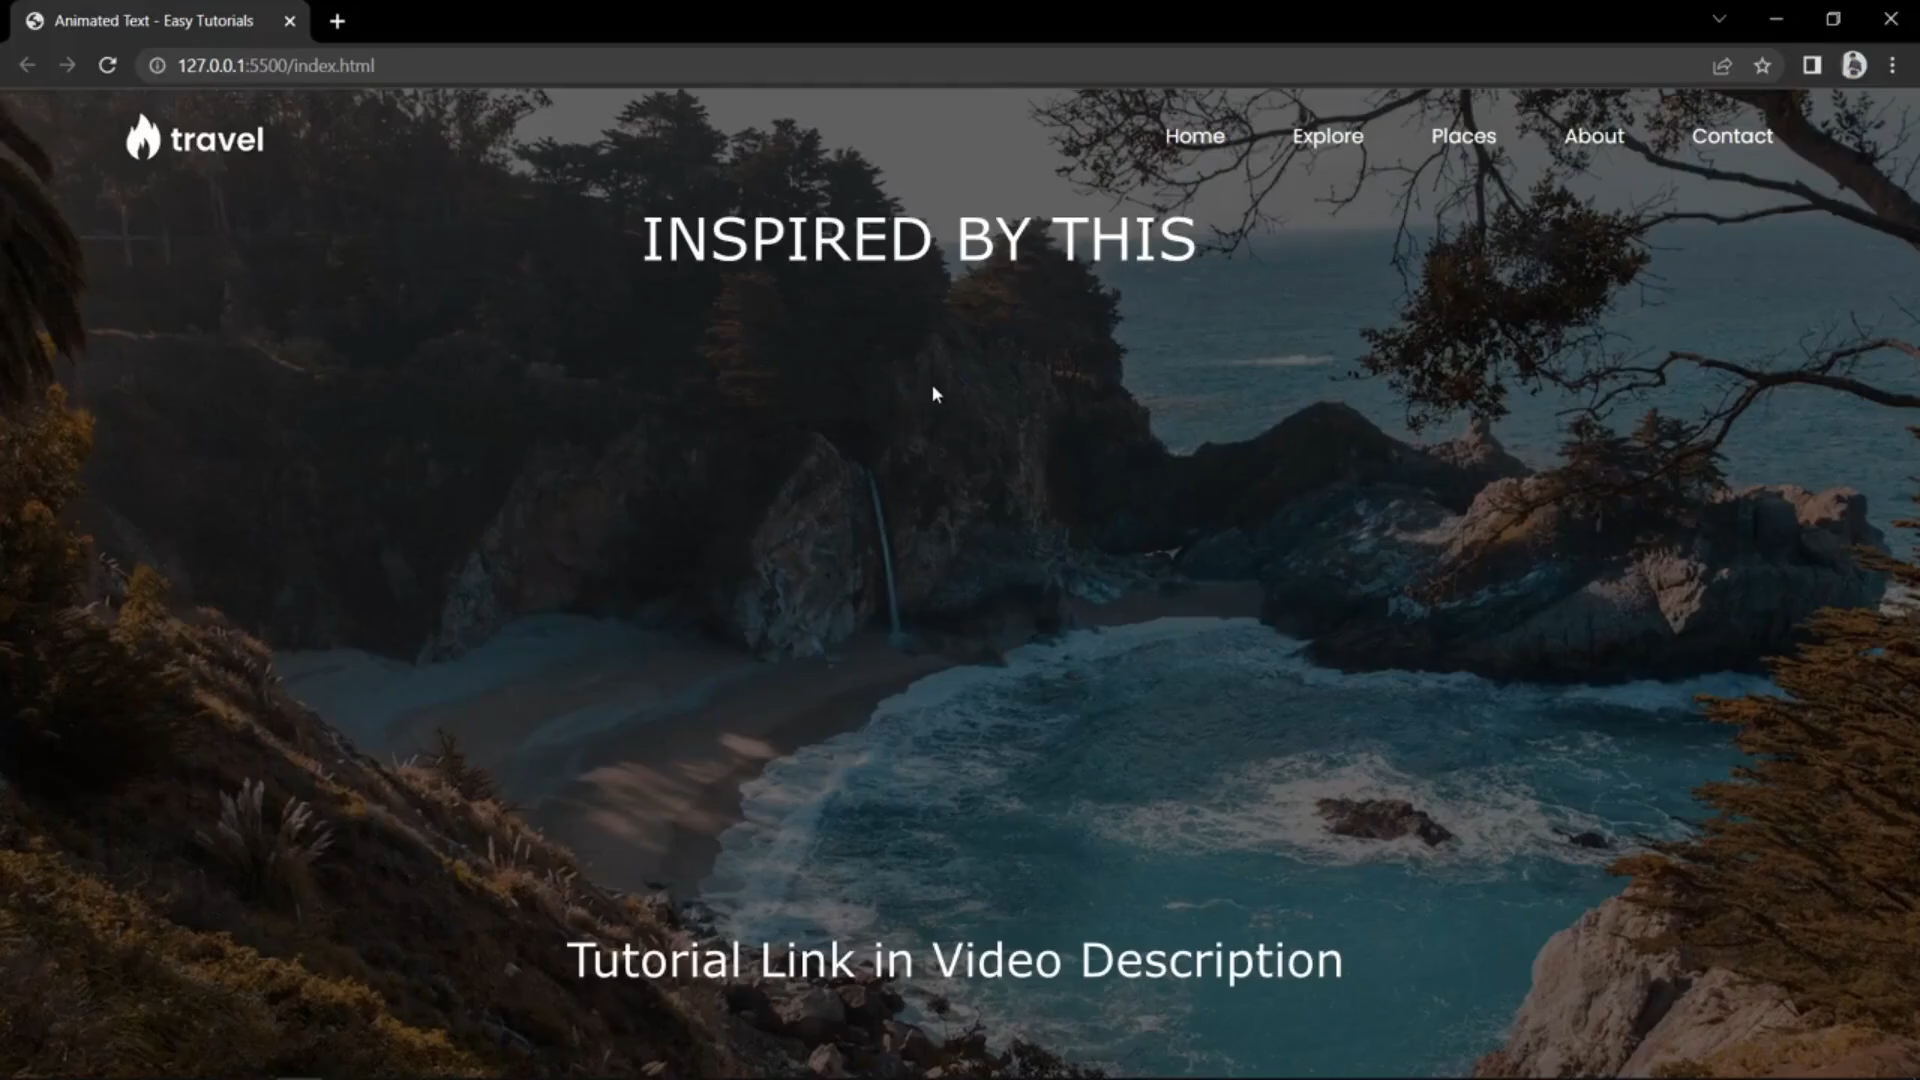 Animated Text - Easy Tutorials
127.0.0.1:5500/index.html
travel
Home Explore Places About Contact
INSPIRED BY THIS
Tutorial Link in Video Description